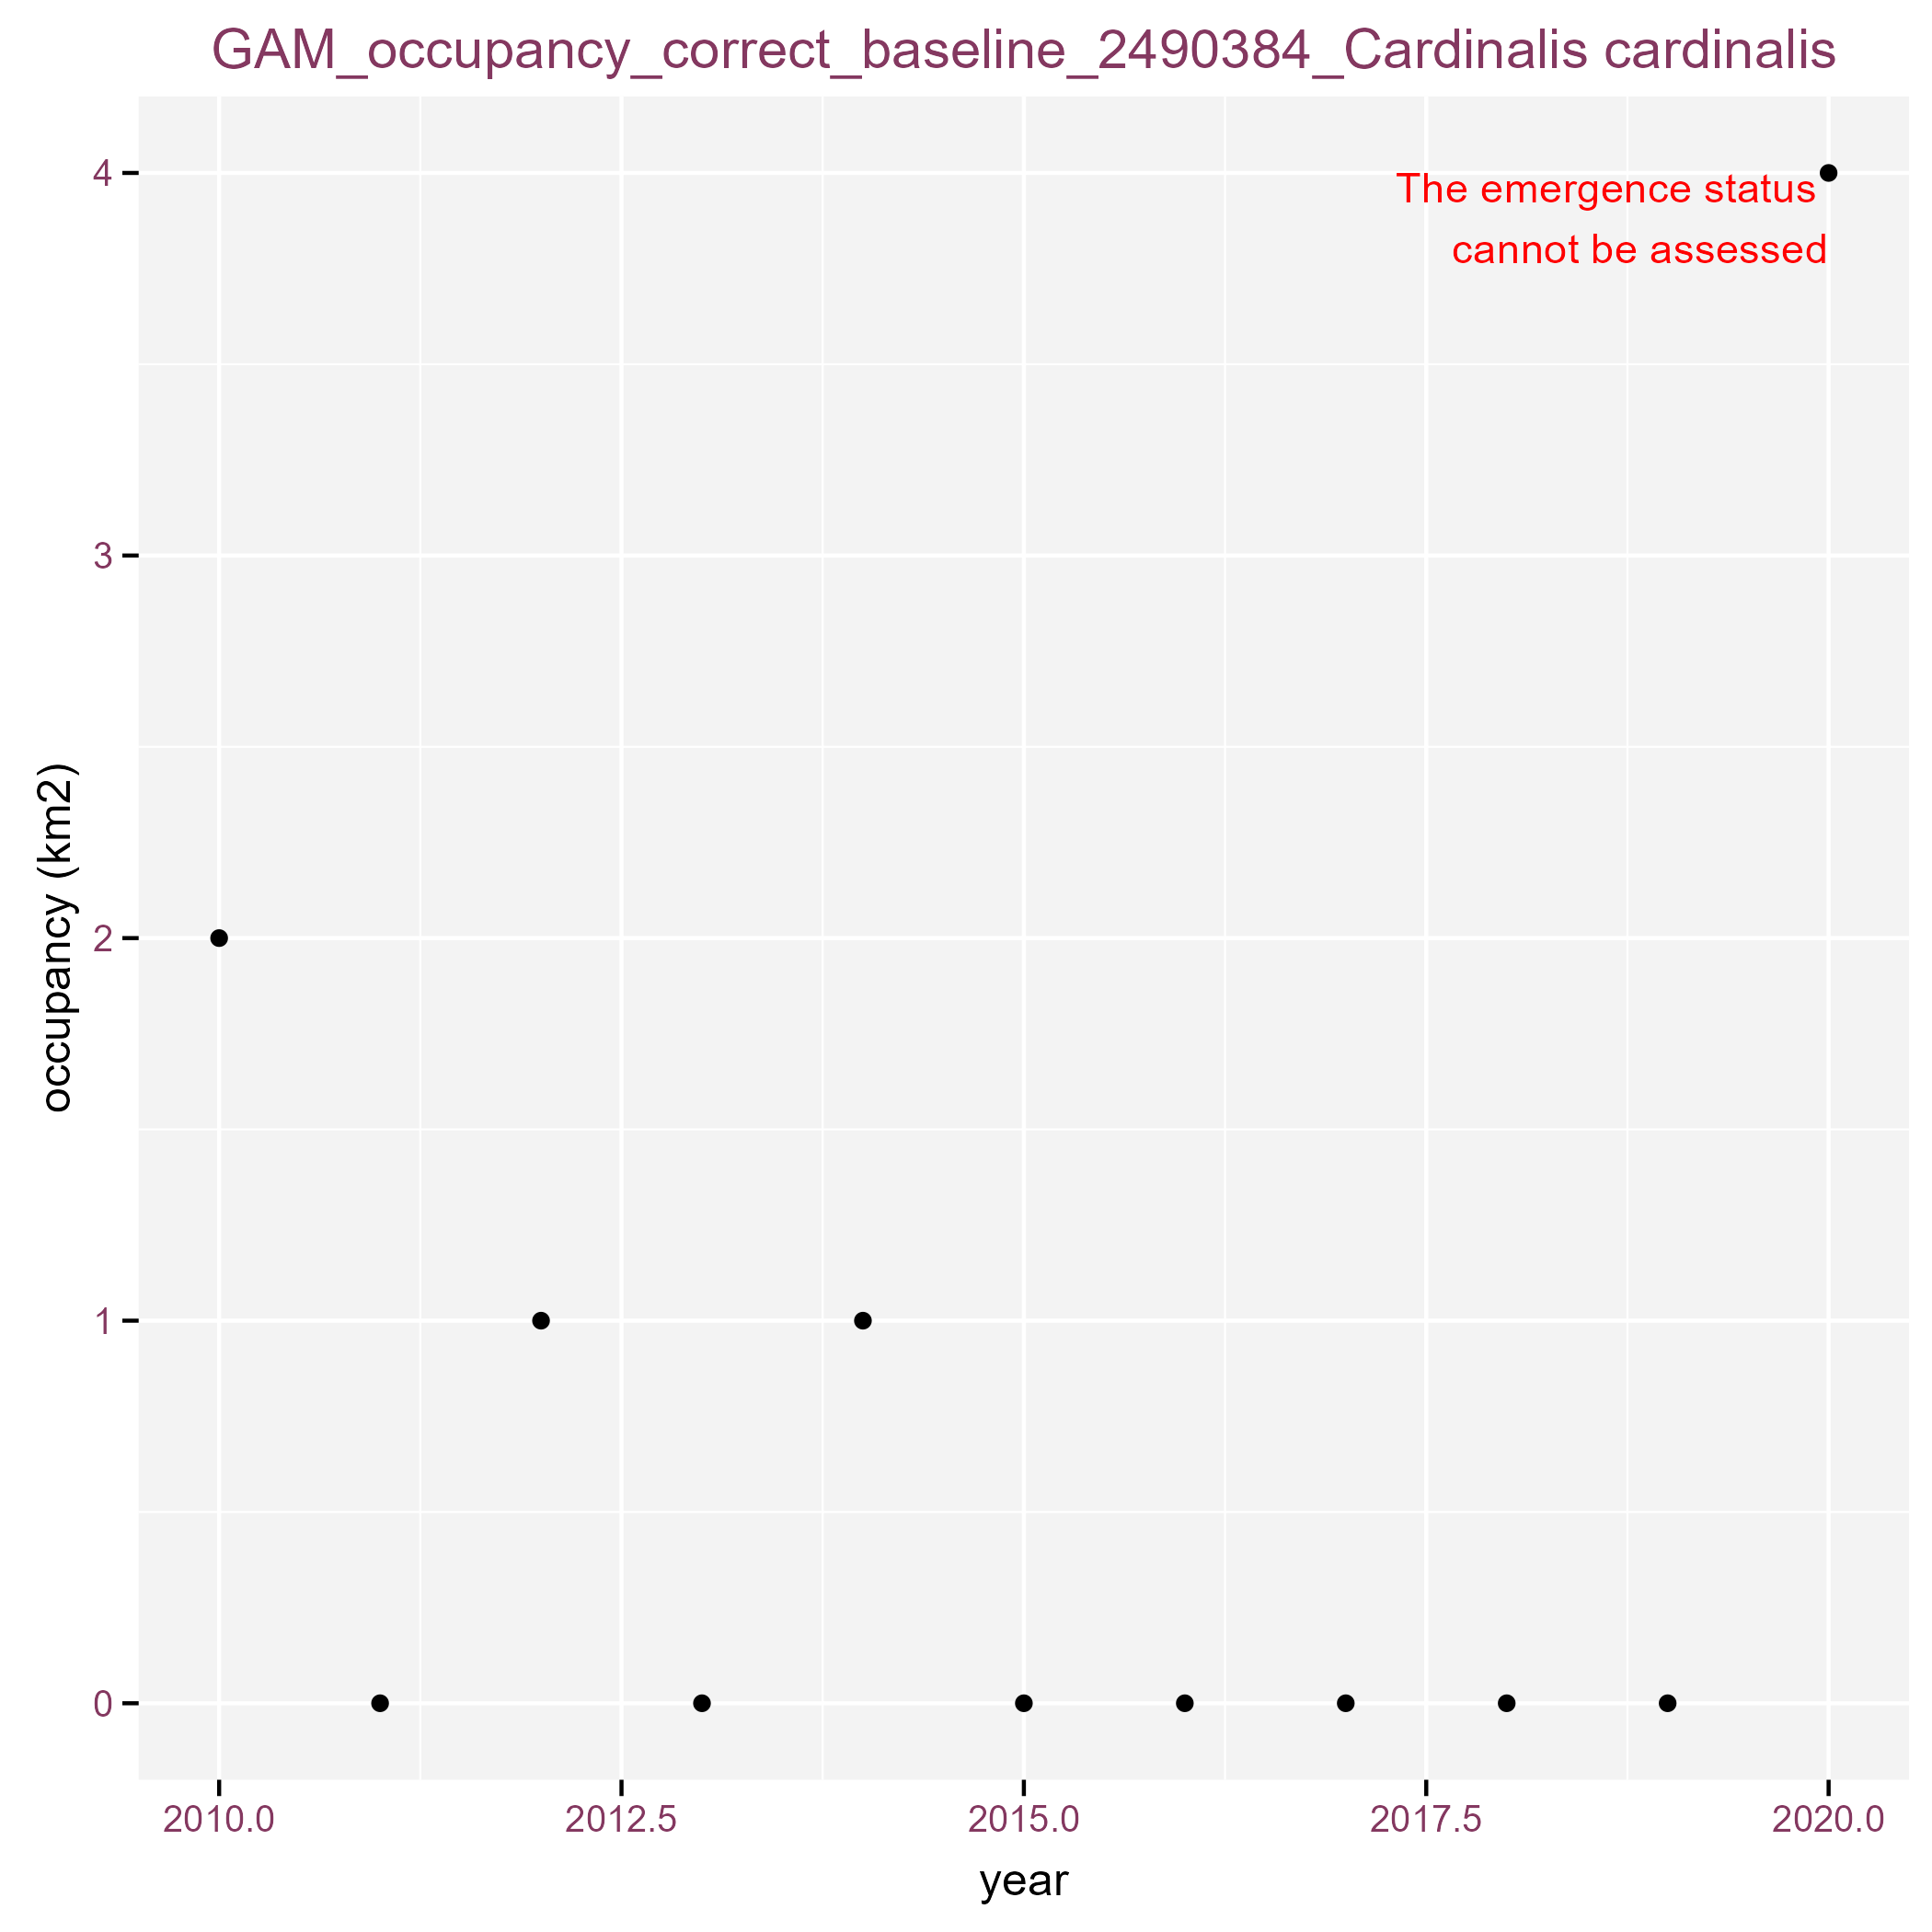 GAM_occupancy_correct_baseline_2490384_Cardinalis cardinalis
The emergence status
cannot be assessed
4
3
2
1
0
occupancy (km2)
2010.0 2012.5 2015.0 2017.5 2020.0
year